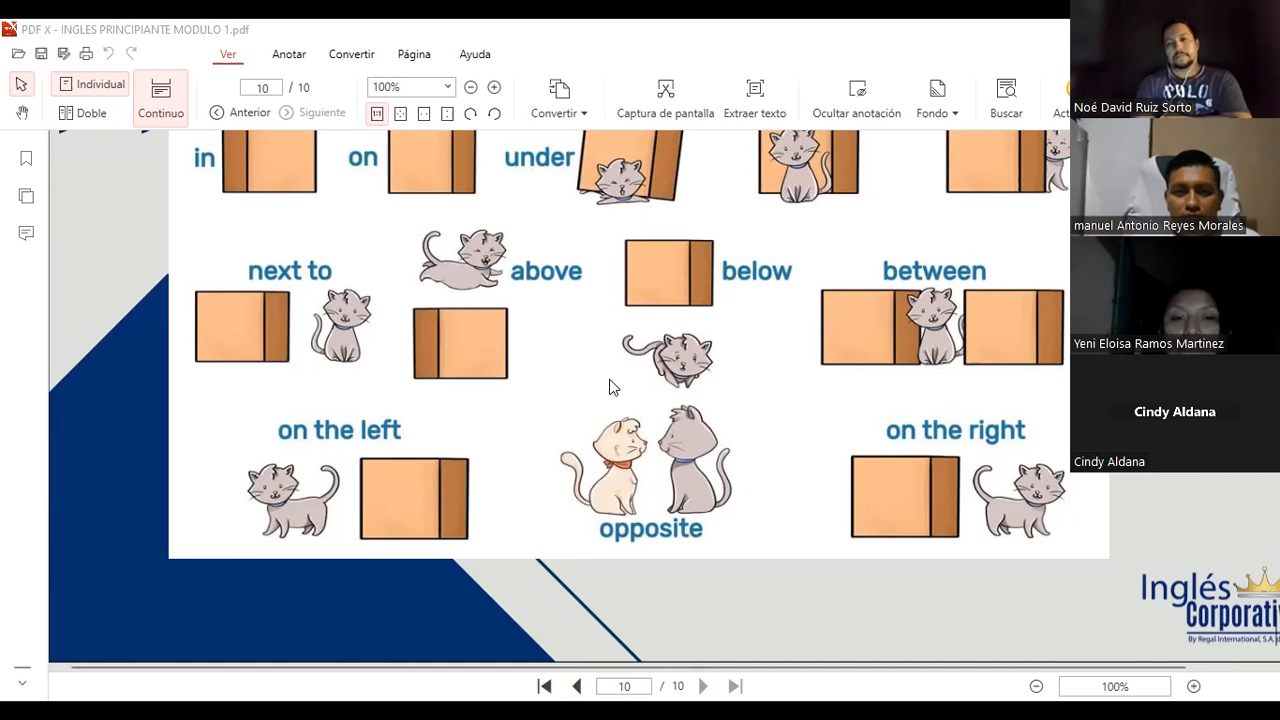 PDF X - INGLES PRINCIPIANTE MODULO 1.pdf
Ver Anotar Convertir Página Ayuda
Individual
Doble
Continuo
10 / 10
Anterior Siguiente
100%
Convertir
Captura de pantalla
Extraer texto
Ocultar anotación
Fondo
Buscar
in on under
next to above below between
on the left opposite on the right
Inglés
By Regal International, S.A.
10 / 10
100%
POLO
Noé David Ruiz Sorto
manuel Antonio Reyes Morales
Yeni Eloisa Ramos Martinez
Cindy Aldana
Cindy Aldana